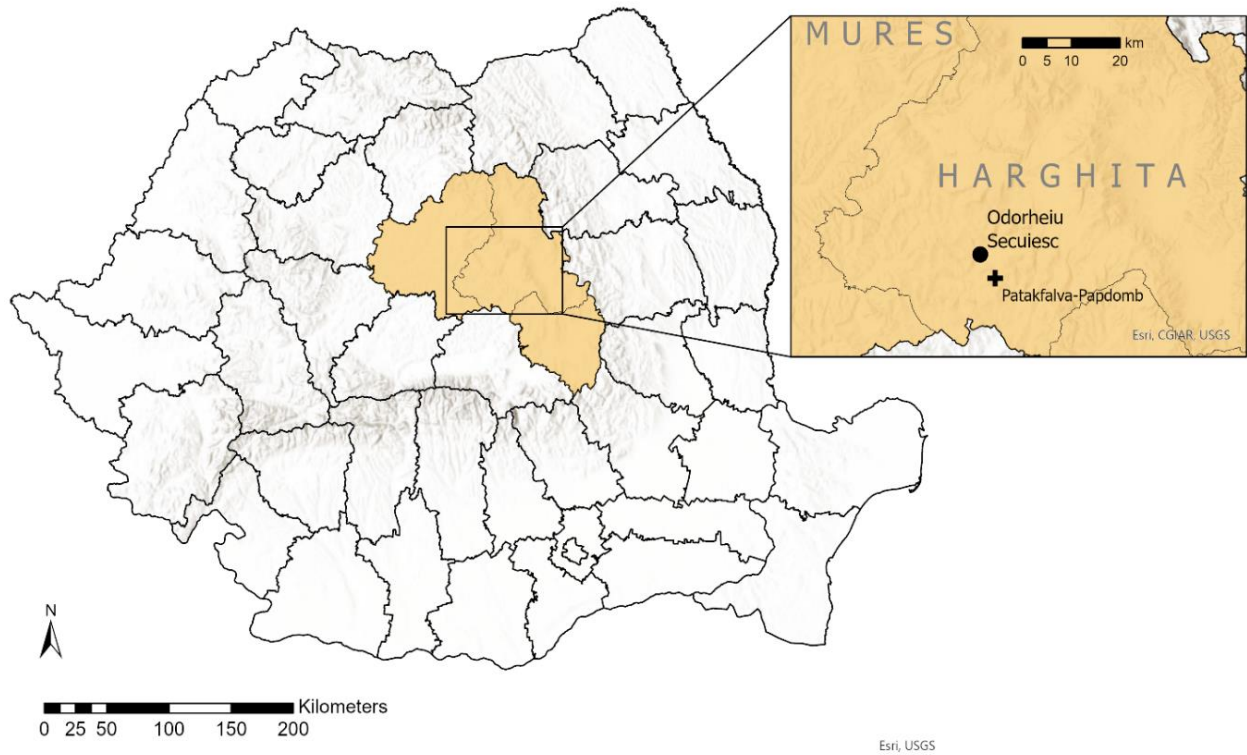 MURES
km
0 5 10 20
HARGHITA
Odorheiu
Secuiesc
Patakfalva-Papdomb
Esri, CGIAR, USGS
N
Kilometers
0 25 50 100 150 200
Esri, USGS